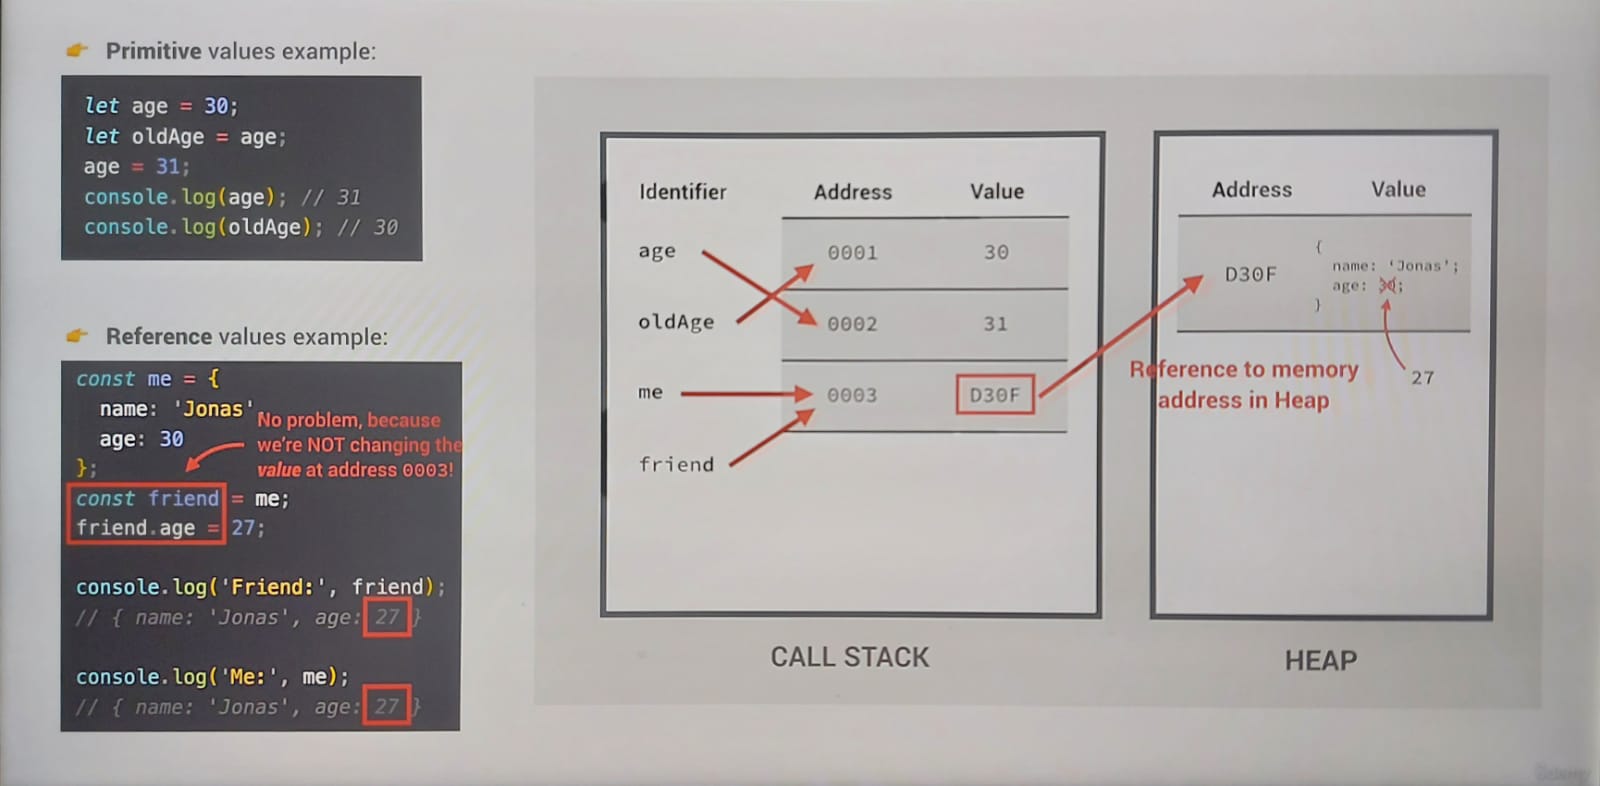 Primitive values example:
let age = 30;
let oldAge = age;
age = 31;
console.log(age); // 31
console.log(oldAge); // 30
Reference values example:
const me = {
name: 'Jonas'
age: 30
};
const friend = me;
friend.age = 27;
No problem, because
we're NOT changing the
value at address 0003!
console.log('Friend:', friend);
// { name: 'Jonas', age: 27 }
console.log('Me:', me);
// { name: 'Jonas', age: 27 }
Identifier Address Value
age 0001 30
oldAge 0002 31
me 0003 D30F
friend
CALL STACK
Address Value
D30F
{
name: 'Jonas';
age: 30;
}
27
Reference to memory
address in Heap
HEAP
Udemy